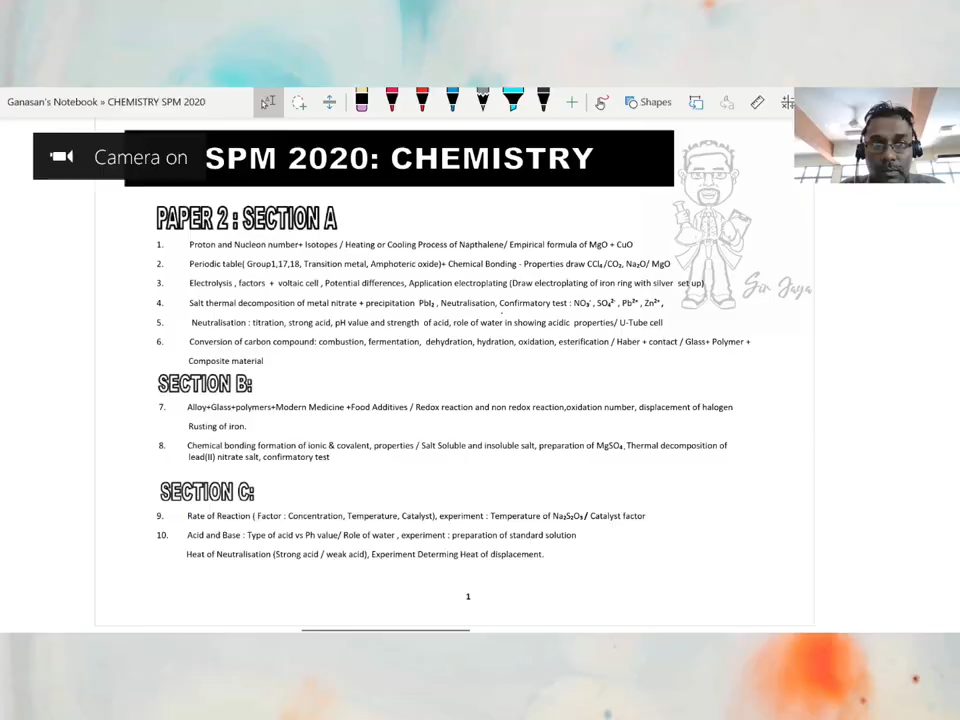 Ganasan's Notebook » CHEMISTRY SPM 2020
Shapes
Camera on
SPM 2020: CHEMISTRY
PAPER 2 : SECTION A
1. Proton and Nucleon number+ Isotopes / Heating or Cooling Process of Napthalene/ Empirical formula of MgO + CuO
2. Periodic table( Group1,17,18, Transition metal, Amphoteric oxide)+ Chemical Bonding - Properties draw CCl₄/CO₂, Na₂O/ MgO
3. Electrolysis , factors + voltaic cell , Potential differences, Application electroplating (Draw electroplating of iron ring with silver set up)
4. Salt thermal decomposition of metal nitrate + precipitation PbI₂ , Neutralisation, Confirmatory test : NO₃⁻ , SO₄²⁻ , Pb²⁺ , Zn²⁺ ,
5. Neutralisation : titration, strong acid, pH value and strength of acid, role of water in showing acidic properties/ U-Tube cell
6. Conversion of carbon compound: combustion, fermentation, dehydration, hydration, oxidation, esterification / Haber + contact / Glass+ Polymer +
Composite material
Sir Jaya
SECTION B:
7. Alloy+Glass+polymers+Modern Medicine +Food Additives / Redox reaction and non redox reaction,oxidation number, displacement of halogen
Rusting of iron.
8. Chemical bonding formation of ionic & covalent, properties / Salt Soluble and insoluble salt, preparation of MgSO₄, Thermal decomposition of
lead(II) nitrate salt, confirmatory test
SECTION C:
9. Rate of Reaction ( Factor : Concentration, Temperature, Catalyst), experiment : Temperature of Na₂S₂O₃ / Catalyst factor
10. Acid and Base : Type of acid vs Ph value/ Role of water , experiment : preparation of standard solution
Heat of Neutralisation (Strong acid / weak acid), Experiment Determing Heat of displacement.
1